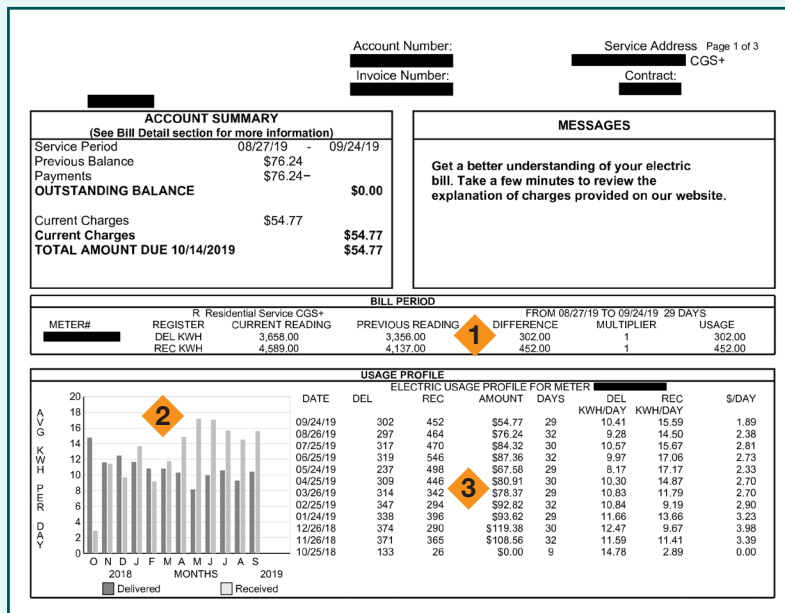 Account Number:
Service Address Page 1 of 3
CGS+
Invoice Number:
Contract:
ACCOUNT SUMMARY
(See Bill Detail section for more information)
Service Period 08/27/19 - 09/24/19
Previous Balance $76.24
Payments $76.24-
OUTSTANDING BALANCE $0.00
Current Charges $54.77
Current Charges $54.77
TOTAL AMOUNT DUE 10/14/2019 $54.77
MESSAGES
Get a better understanding of your electric
bill. Take a few minutes to review the
explanation of charges provided on our website.
BILL PERIOD
R Residential Service CGS+ FROM 08/27/19 TO 09/24/19 29 DAYS
METER# REGISTER CURRENT READING PREVIOUS READING DIFFERENCE MULTIPLIER USAGE
DEL KWH 3,658.00 3,356.00 302.00 1 302.00
REC KWH 4,589.00 4,137.00 452.00 1 452.00
1
USAGE PROFILE
ELECTRIC USAGE PROFILE FOR METER
AVG KWH PER DAY
20
18
16
14
12
10
8
6
4
2
0
2
O N D J F M A M J J A S
2018 MONTHS 2019
Delivered Received
DATE DEL REC AMOUNT DAYS DEL REC $/DAY
KWH/DAY KWH/DAY
09/24/19 302 452 $54.77 29 10.41 15.59 1.89
08/26/19 297 464 $76.24 32 9.28 14.50 2.38
07/25/19 317 470 $84.32 30 10.57 15.67 2.81
06/25/19 319 546 $87.36 32 9.97 17.06 2.73
05/24/19 237 498 $67.58 29 8.17 17.17 2.33
04/25/19 309 446 $80.91 30 10.30 14.87 2.70
03/26/19 314 342 $78.37 29 10.83 11.79 2.70
02/25/19 347 294 $92.82 32 10.84 9.19 2.90
01/24/19 338 396 $93.62 29 11.66 13.66 3.23
12/26/18 374 290 $119.38 30 12.47 9.67 3.98
11/26/18 371 365 $108.56 32 11.59 11.41 3.39
10/25/18 133 26 $0.00 9 14.78 2.89 0.00
3